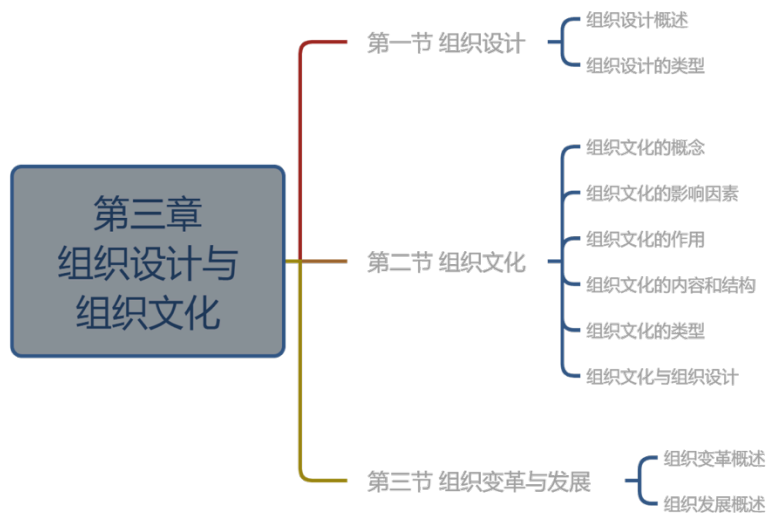 第三章
组织设计与
组织文化
第一节 组织设计
组织设计概述
组织设计的类型
第二节 组织文化
组织文化的概念
组织文化的影响因素
组织文化的作用
组织文化的内容和结构
组织文化的类型
组织文化与组织设计
第三节 组织变革与发展
组织变革概述
组织发展概述